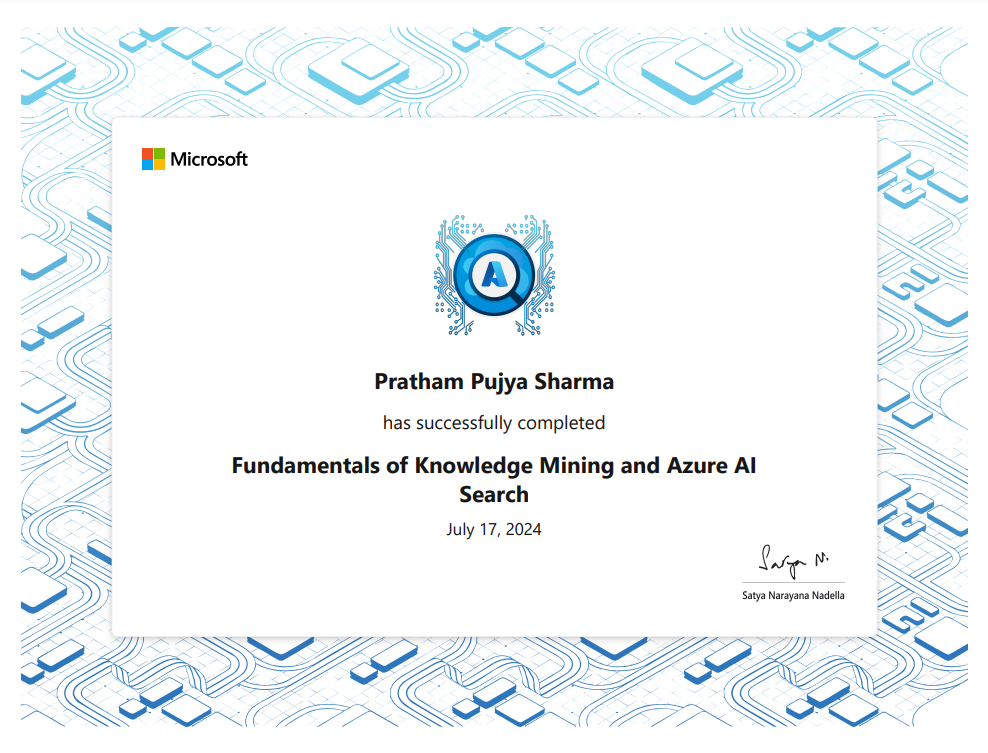 Microsoft
A
Pratham Pujya Sharma
has successfully completed
Fundamentals of Knowledge Mining and Azure AI
Search
July 17, 2024
Satya N.
Satya Narayana Nadella